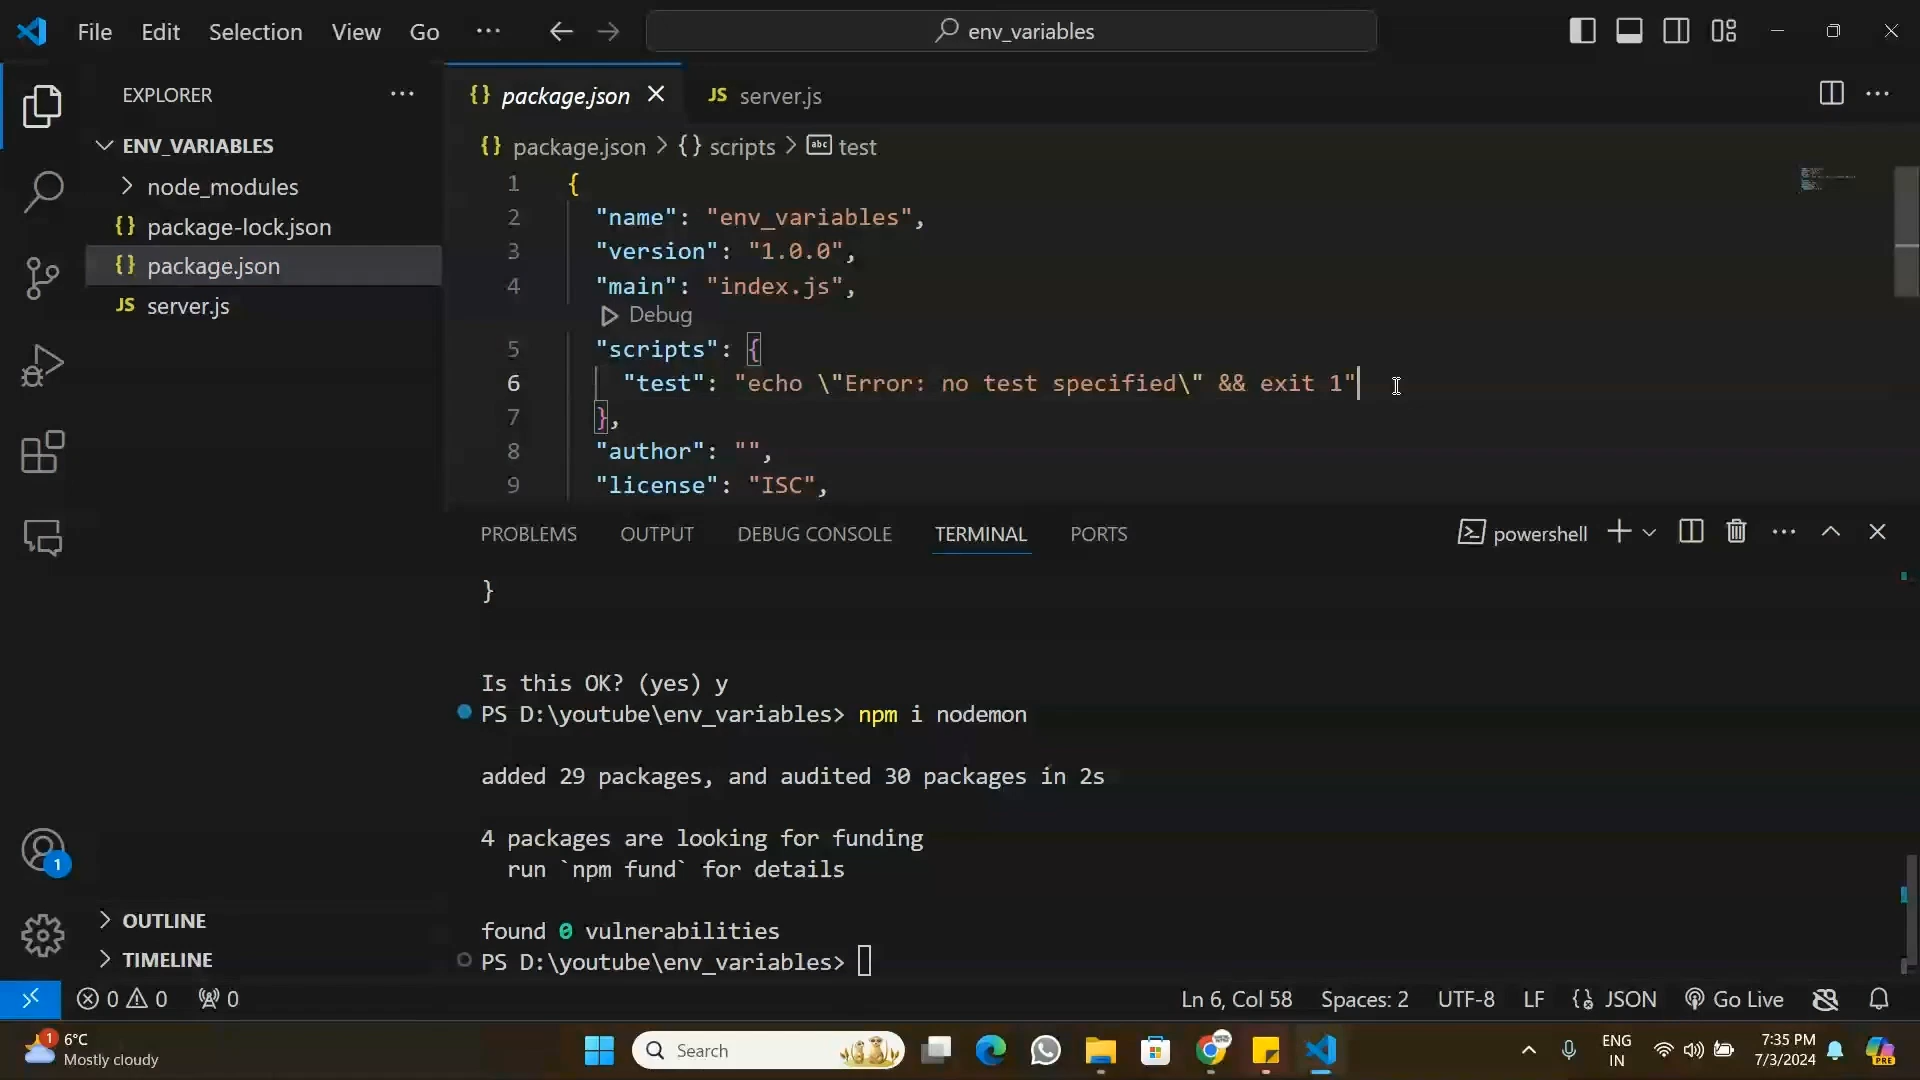 File Edit Selection View Go ··· env_variables
EXPLORER ···
package.json JS server.js ···
ENV_VARIABLES
node_modules
{} package-lock.json
{} package.json
JS server.js
{} package.json > {} scripts > abc test
1 {
2 "name": "env_variables",
3 "version": "1.0.0",
4 "main": "index.js",
Debug
5 "scripts": {
6 "test": "echo \"Error: no test specified\" && exit 1"
7 },
8 "author": "",
9 "license": "ISC",
PROBLEMS OUTPUT DEBUG CONSOLE TERMINAL PORTS powershell ···
}
Is this OK? (yes) y
PS D:\youtube\env_variables> npm i nodemon
added 29 packages, and audited 30 packages in 2s
4 packages are looking for funding
run `npm fund` for details
found 0 vulnerabilities
PS D:\youtube\env_variables>
1
OUTLINE
TIMELINE
0 0 0 Ln 6, Col 58 Spaces: 2 UTF-8 LF {} JSON Go Live
1 6°C
Mostly cloudy
Search
ENG
IN
7:35 PM
7/3/2024
PRE